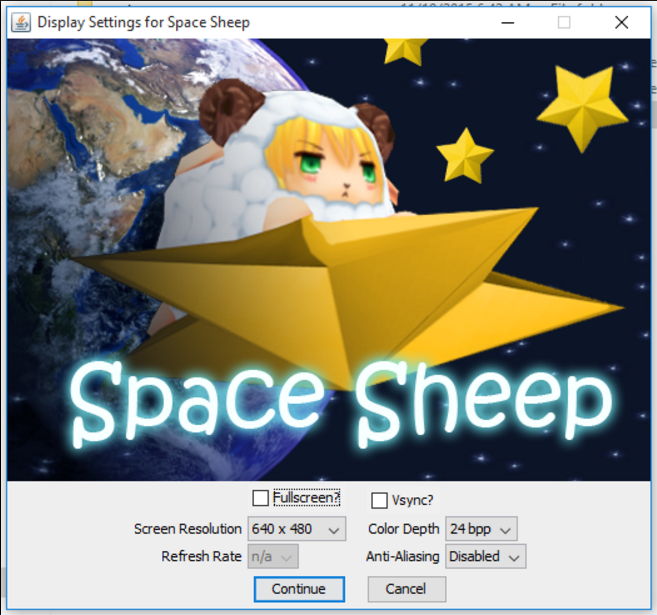 Display Settings for Space Sheep
Space Sheep
Fullscreen? Vsync?
Screen Resolution 640 x 480 Color Depth 24 bpp
Refresh Rate n/a Anti-Aliasing Disabled
Continue Cancel